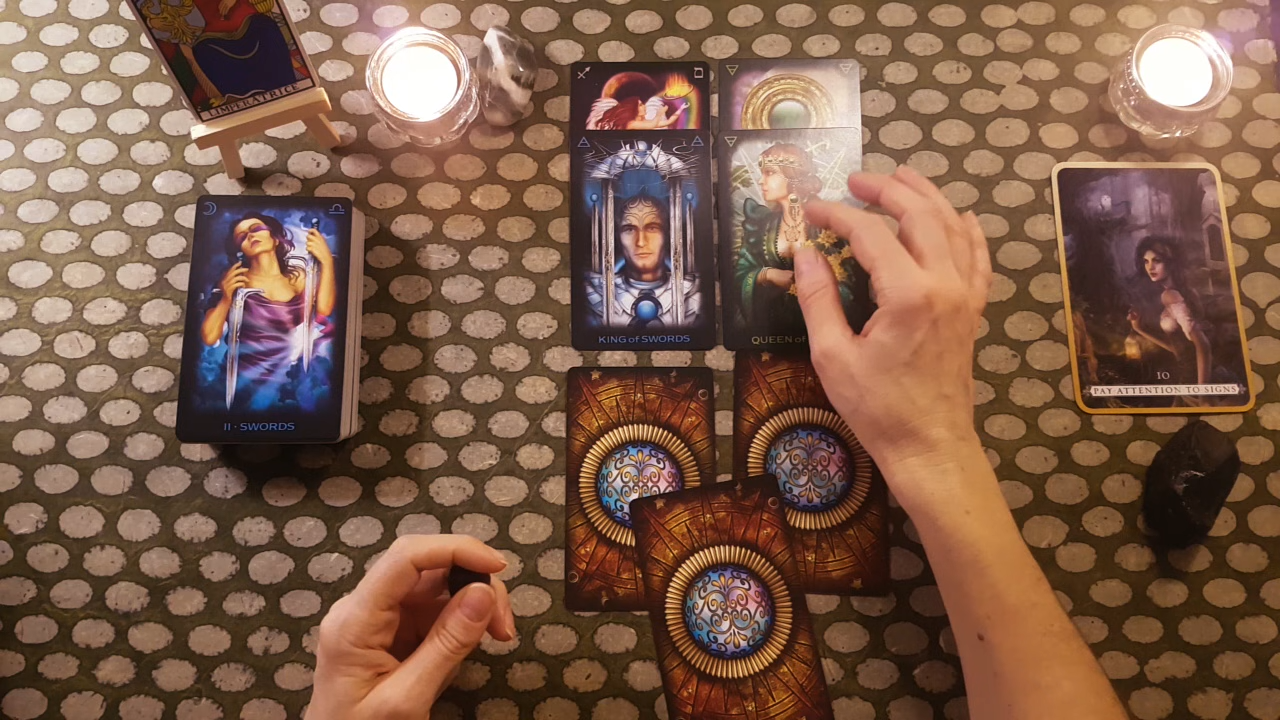 L'IMPERATRICE
KING of SWORDS
QUEEN of
10
PAY ATTENTION TO SIGNS
II · SWORDS